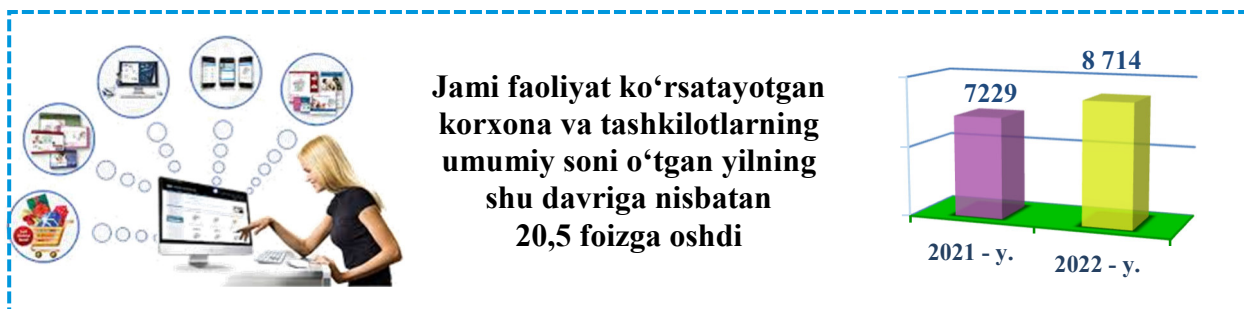 Jami faoliyat ko‘rsatayotgan
korxona va tashkilotlarning
umumiy soni o‘tgan yilning
shu davriga nisbatan
20,5 foizga oshdi
7229
8 714
2021 - y.
2022 - y.